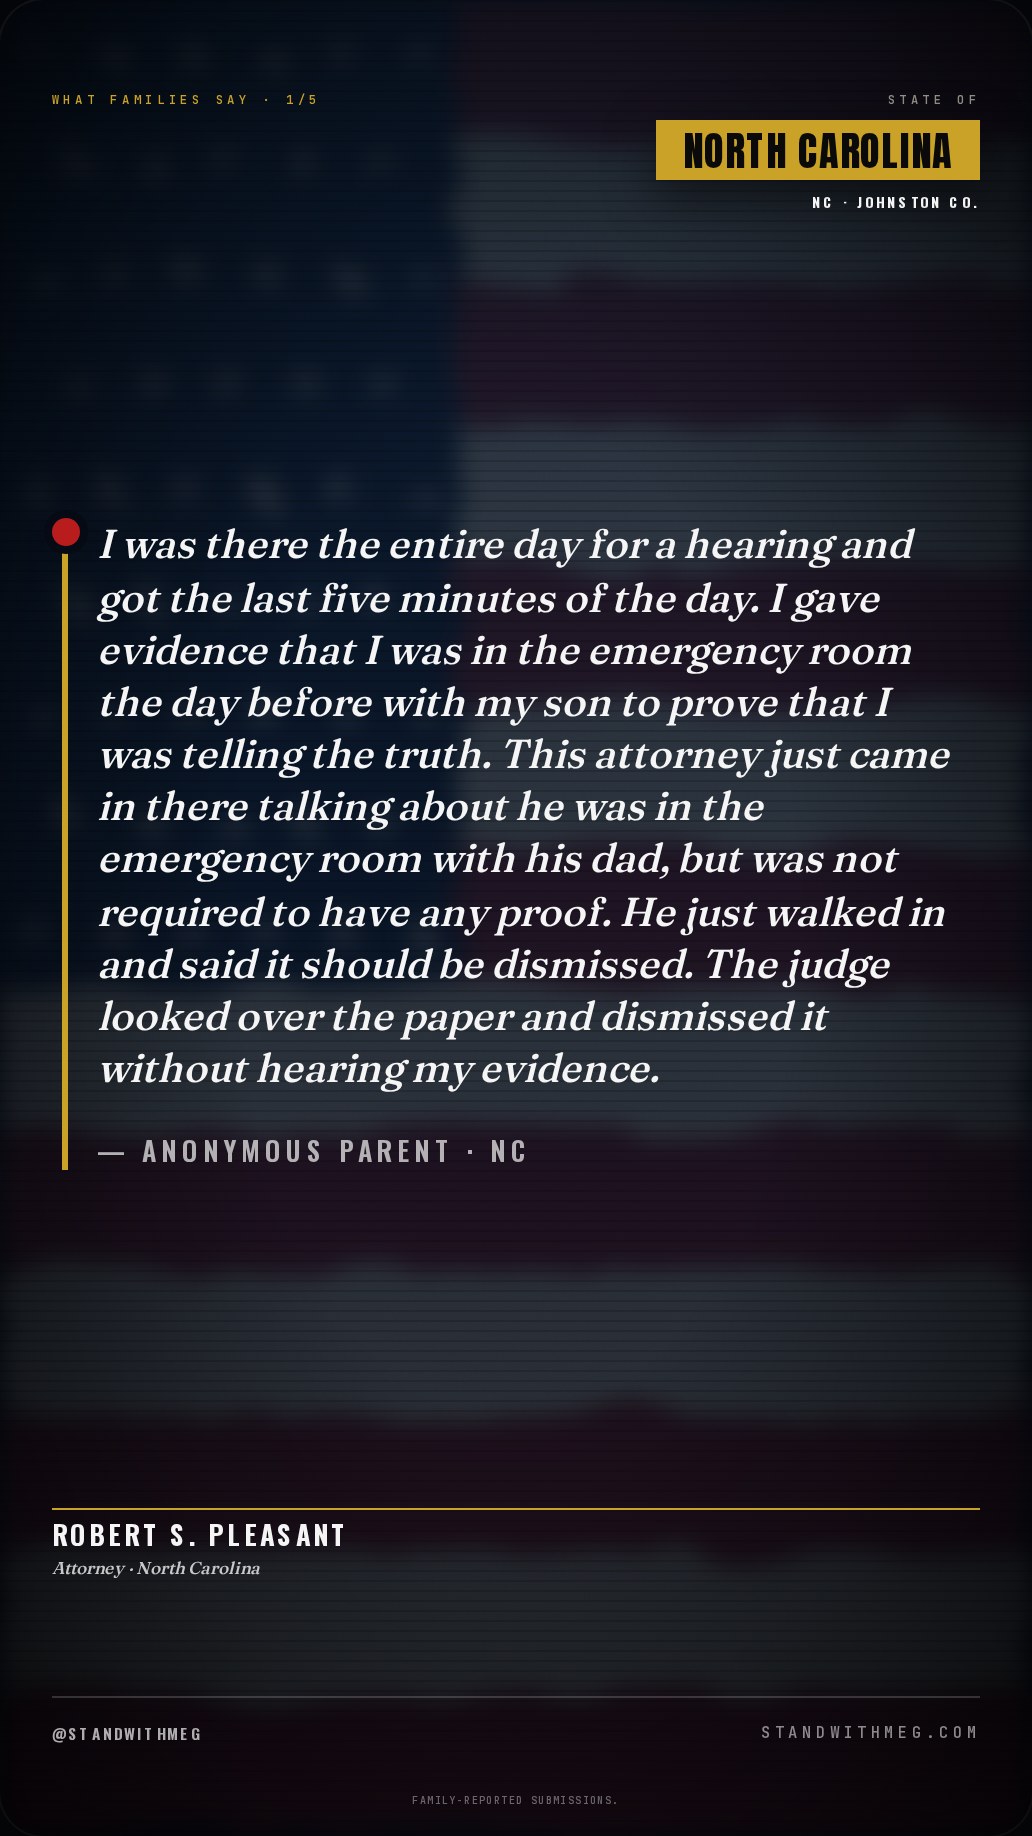 WHAT FAMILIES SAY · 1/5
STATE OF
NORTH CAROLINA
NC · JOHNSTON CO.
I was there the entire day for a hearing and
got the last five minutes of the day. I gave
evidence that I was in the emergency room
the day before with my son to prove that I
was telling the truth. This attorney just came
in there talking about he was in the
emergency room with his dad, but was not
required to have any proof. He just walked in
and said it should be dismissed. The judge
looked over the paper and dismissed it
without hearing my evidence.
— ANONYMOUS PARENT · NC
ROBERT S. PLEASANT
Attorney · North Carolina
@STANDWITHMEG
STANDWITHMEG.COM
FAMILY-REPORTED SUBMISSIONS.